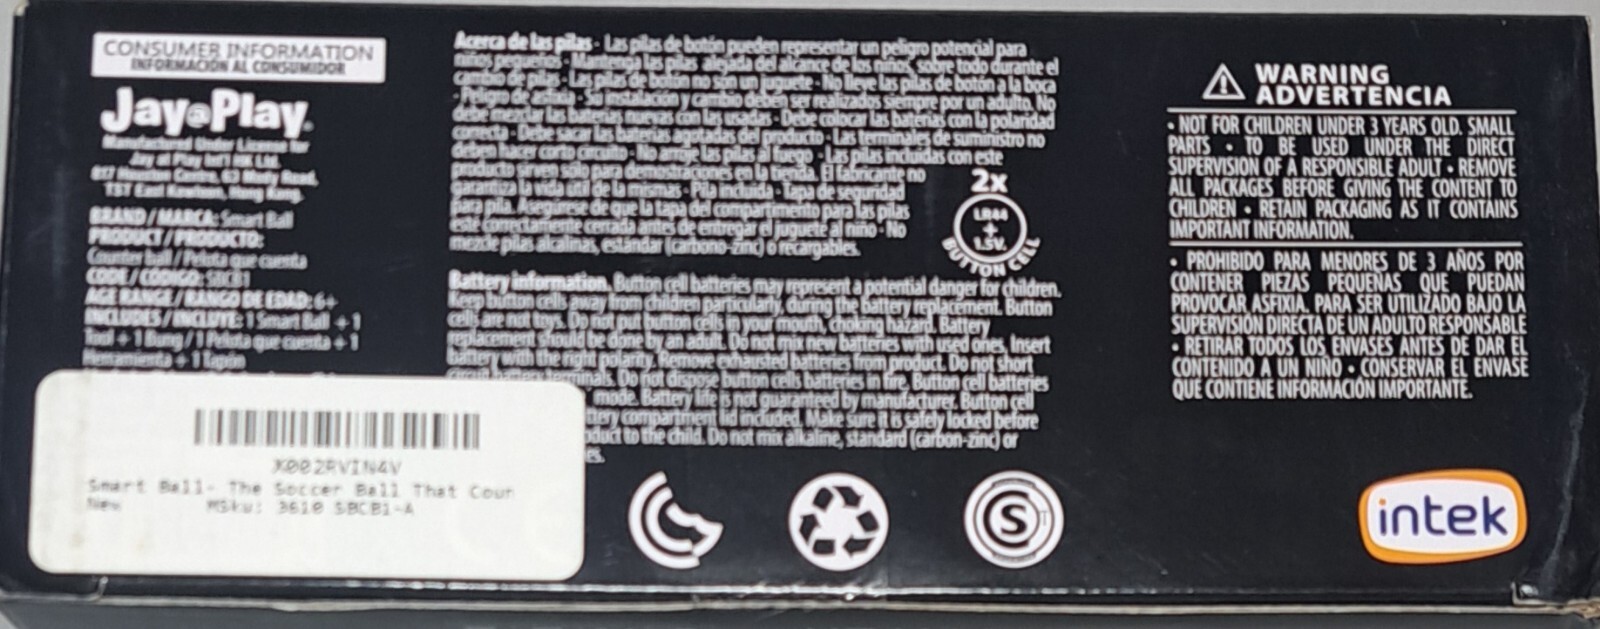 CONSUMER INFORMATION
INFORMACIÓN AL CONSUMIDOR
Jay@Play
Manufactured Under License for
Jay at Play Int'l HK Ltd.
Houston Centre, 63 Mody Road,
TST East Kowloon, Hong Kong.
BRAND / MARCA: Smart Ball
PRODUCT / PRODUCTO:
Counter ball / Pelota que cuenta
CODE / CÓDIGO: SBCB1
AGE RANGE / RANGO DE EDAD: 6+
INCLUDES / INCLUYE: 1 Smart Ball + 1
Tool + 1 Bung / 1 Pelota que cuenta + 1
Herramienta + 1 Tapón
X002RVIN4V
Smart Ball- The Soccer Ball That Coun
New MSku: 3610 SBCB1-A
Acerca de las pilas - Las pilas de botón pueden representar un peligro potencial para
niños pequeños - Mantenga las pilas alejada del alcance de los niños, sobre todo durante el
cambio de pilas - Las pilas de botón no son un juguete - No lleve las pilas de botón a la boca
- Peligro de asfixia - Su instalación y cambio deben ser realizados siempre por un adulto. No
debe mezclar las baterias nuevas con las usadas - Debe colocar las baterias con la polaridad
correcta - Debe sacar las baterias agotadas del producto - Las terminales de suministro no
deben hacer corto circuito - No arroje las pilas al fuego - Las pilas incluidas con este
producto sirven solo para demostraciones en la tienda. El fabricante no
garantiza la vida útil de la mismas - Pila incluida - Tapa de seguridad
para pila. Asegúrese de que la tapa del compartimento para las pilas
esté correctamente cerrada antes de entregar el juguete al niño - No
mezcle pilas alcalinas, estándar (carbono-zinc) o recargables.
2x
LR44
+
1.5V.
BUTTON CELL
Battery information. Button cell batteries may represent a potential danger for children.
Keep button cells away from children particularly, during the battery replacement. Button
cells are not toys. Do not put button cells in your mouth, choking hazard. Battery
replacement should be done by an adult. Do not mix new batteries with used ones, Insert
battery with the right polarity. Remove exhausted batteries from product. Do not short
circuit battery terminals. Do not dispose button cells batteries in fire, Button cell batteries
mode. Battery life is not guaranteed by manufacturer. Button cell
ttery compartment lid included. Make sure it is safely locked before
oduct to the child. Do not mix alkaline, standard (carbon-zinc) or
es.
S
WARNING
ADVERTENCIA
• NOT FOR CHILDREN UNDER 3 YEARS OLD. SMALL
PARTS • TO BE USED UNDER THE DIRECT
SUPERVISION OF A RESPONSIBLE ADULT • REMOVE
ALL PACKAGES BEFORE GIVING THE CONTENT TO
CHILDREN • RETAIN PACKAGING AS IT CONTAINS
IMPORTANT INFORMATION.
• PROHIBIDO PARA MENORES DE 3 AÑOS POR
CONTENER PIEZAS PEQUEÑAS QUE PUEDAN
PROVOCAR ASFIXIA. PARA SER UTILIZADO BAJO LA
SUPERVISIÓN DIRECTA DE UN ADULTO RESPONSABLE
• RETIRAR TODOS LOS ENVASES ANTES DE DAR EL
CONTENIDO A UN NIÑO • CONSERVAR EL ENVASE
QUE CONTIENE INFORMACIÓN IMPORTANTE.
intek